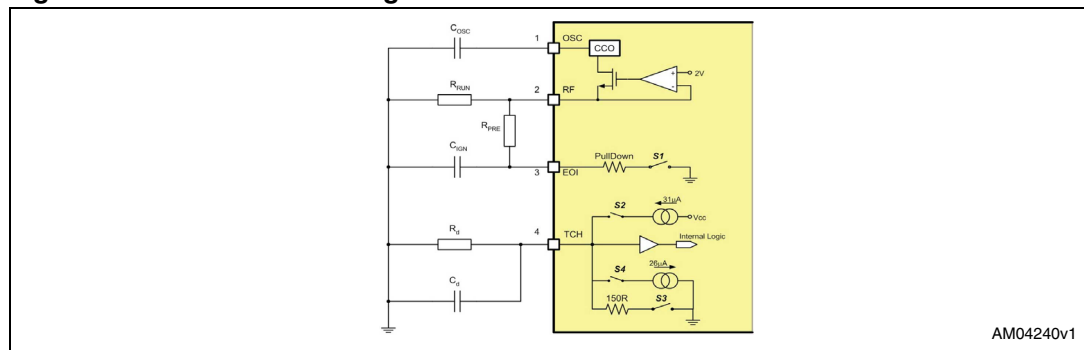 C_OSC
1
OSC
CCO
2V
+
-
R_RUN
2
RF
R_PRE
C_IGN
3
EOI
PullDown
S1
S2
31µA
Vcc
R_d
4
TCH
Internal Logic
S4
26µA
C_d
150R
S3
AM04240v1